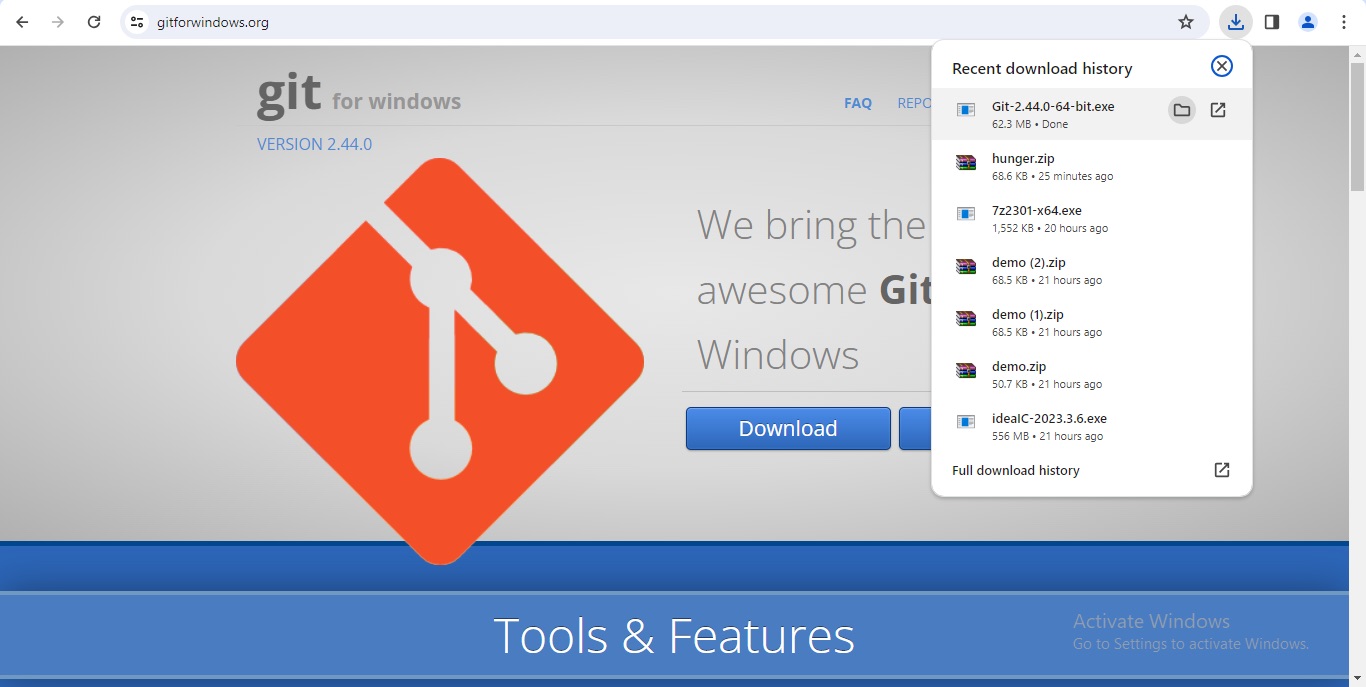 gitforwindows.org
Recent download history
Git-2.44.0-64-bit.exe
62.3 MB • Done
hunger.zip
68.6 KB • 25 minutes ago
7z2301-x64.exe
1,552 KB • 20 hours ago
demo (2).zip
68.5 KB • 21 hours ago
demo (1).zip
68.5 KB • 21 hours ago
demo.zip
50.7 KB • 21 hours ago
ideaIC-2023.3.6.exe
556 MB • 21 hours ago
Full download history
git for windows
FAQ REPO
VERSION 2.44.0
We bring the
awesome Git
Windows
Download
Tools & Features
Activate Windows
Go to Settings to activate Windows.